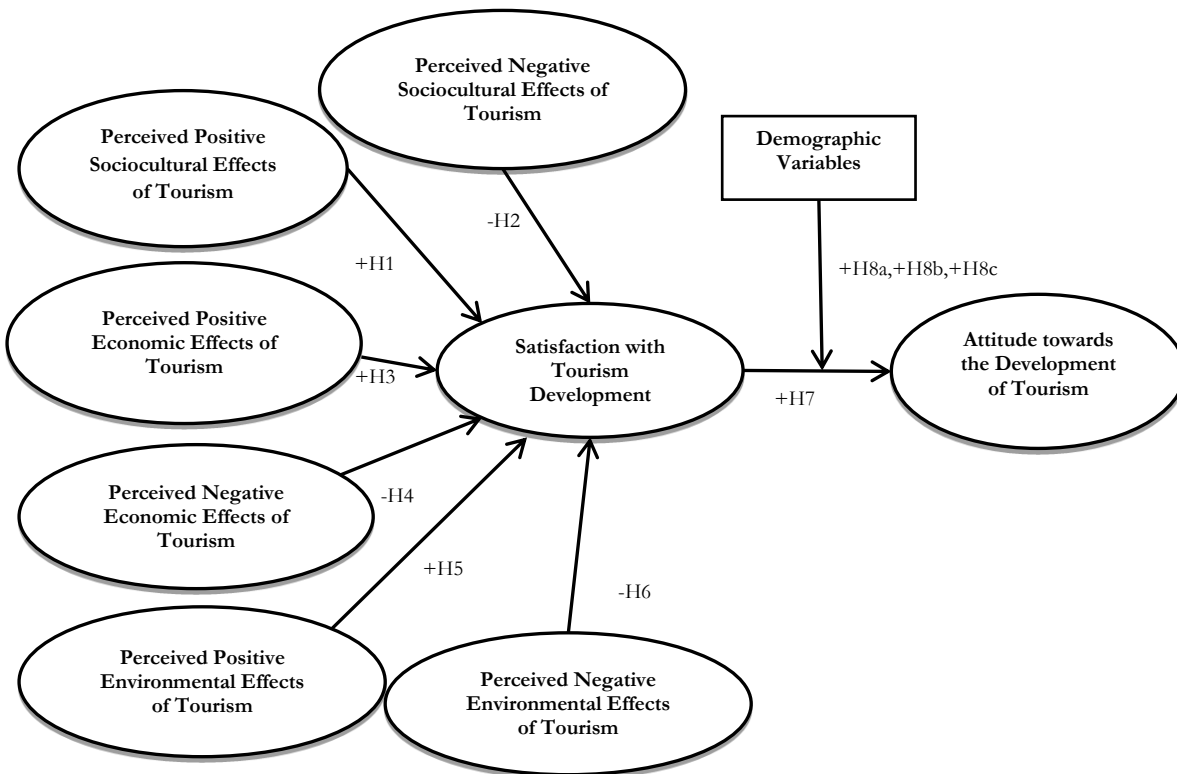 Perceived Negative
Sociocultural Effects of
Tourism
Perceived Positive
Sociocultural Effects
of Tourism
Demographic
Variables
-H2
+H1
+H8a,+H8b,+H8c
Perceived Positive
Economic Effects of
Tourism
+H3
Satisfaction with
Tourism
Development
+H7
Attitude towards
the Development
of Tourism
Perceived Negative
Economic Effects of
Tourism
-H4
+H5
-H6
Perceived Positive
Environmental Effects
of Tourism
Perceived Negative
Environmental Effects
of Tourism